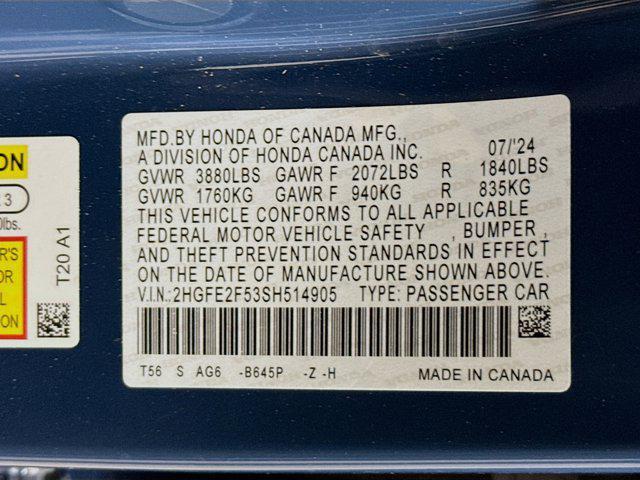 MFD.BY HONDA OF CANADA MFG.,
A DIVISION OF HONDA CANADA INC. 07/'24
GVWR 3880LBS GAWR F 2072LBS R 1840LBS
GVWR 1760KG GAWR F 940KG R 835KG
THIS VEHICLE CONFORMS TO ALL APPLICABLE
FEDERAL MOTOR VEHICLE SAFETY , BUMPER ,
AND THEFT PREVENTION STANDARDS IN EFFECT
ON THE DATE OF MANUFACTURE SHOWN ABOVE.
V.I.N.:2HGFE2F53SH514905 TYPE: PASSENGER CAR
T56 S AG6 -B645P -Z -H MADE IN CANADA
ON
3
lbs.
'S
OR
L
ON
T20 A1